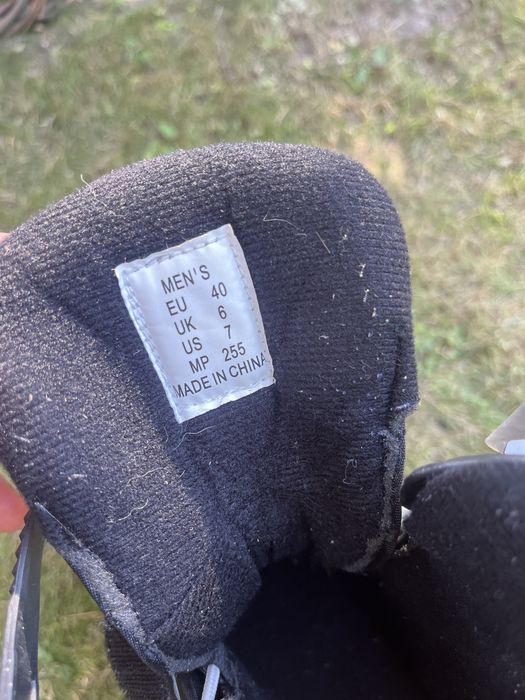 MEN'S
EU 40
UK 6
US 7
MP 255
MADE IN CHINA